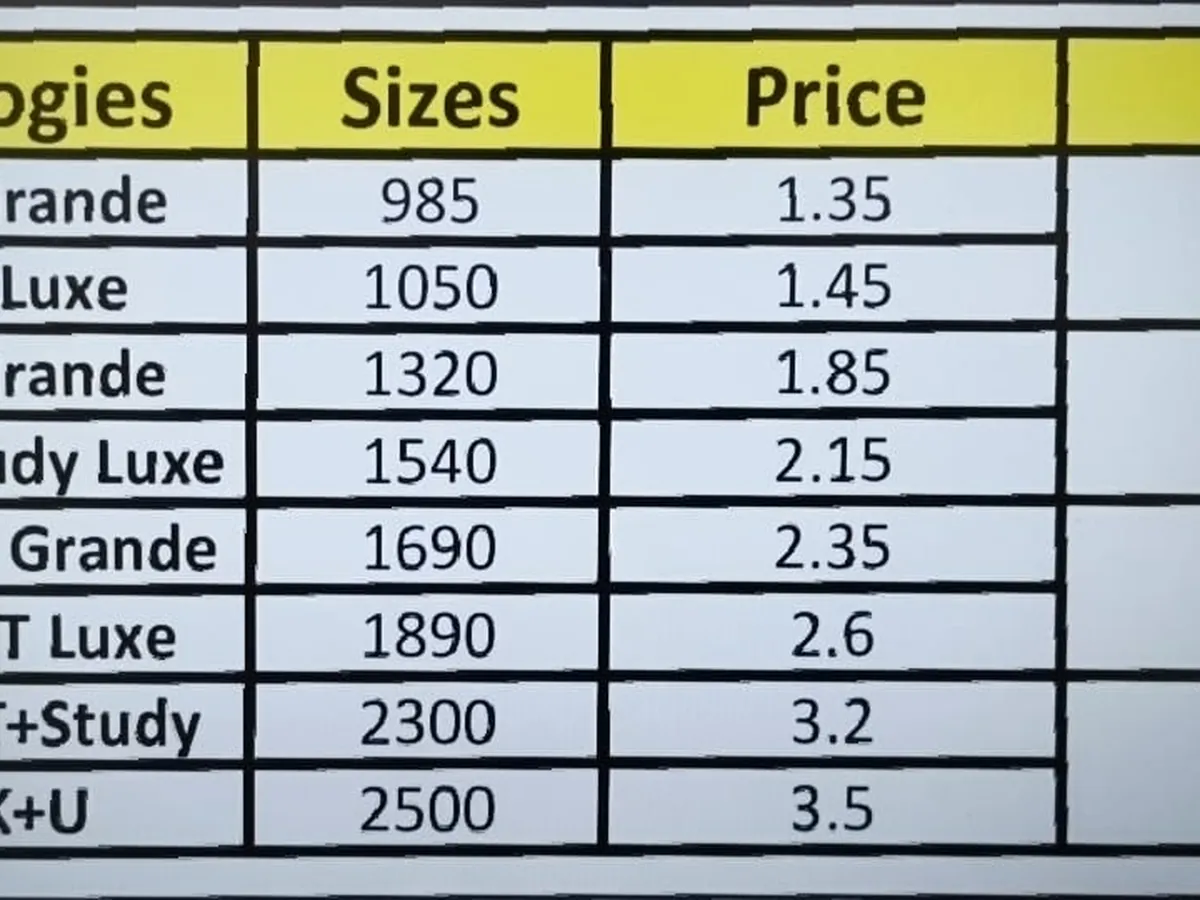 ogies Sizes Price
rande 985 1.35
Luxe 1050 1.45
rande 1320 1.85
udy Luxe 1540 2.15
Grande 1690 2.35
T Luxe 1890 2.6
+Study 2300 3.2
+U 2500 3.5